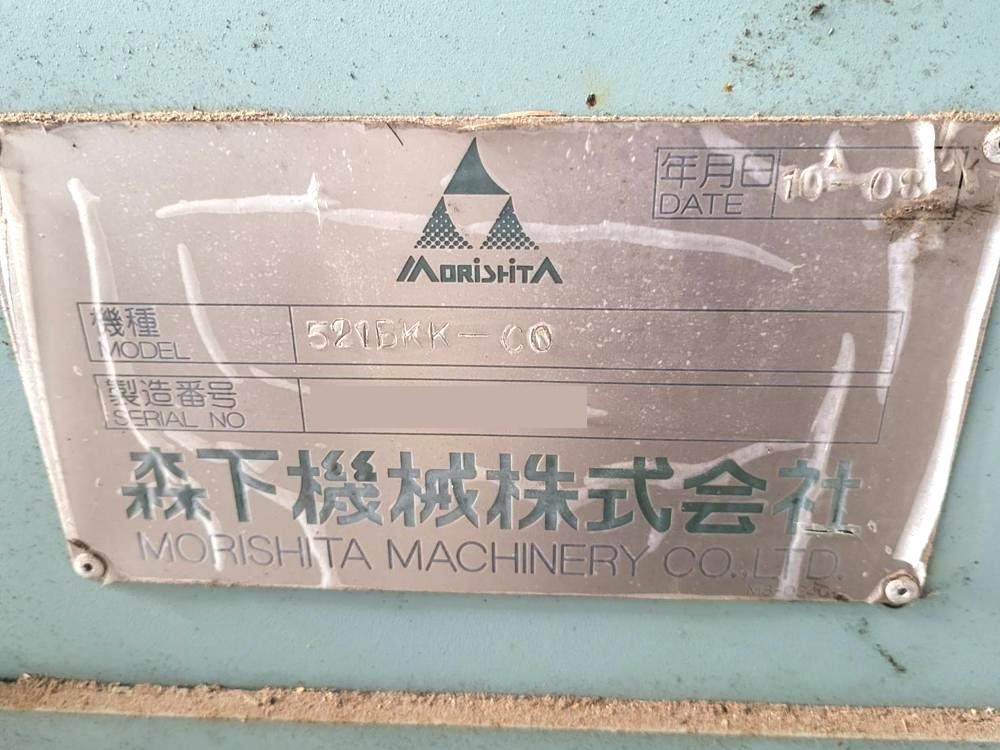 MORISHITA
年月日
DATE
10-08
機種
MODEL
521BKK-CO
製造番号
SERIAL NO
森下機械株式会社
MORISHITA MACHINERY CO., LTD.